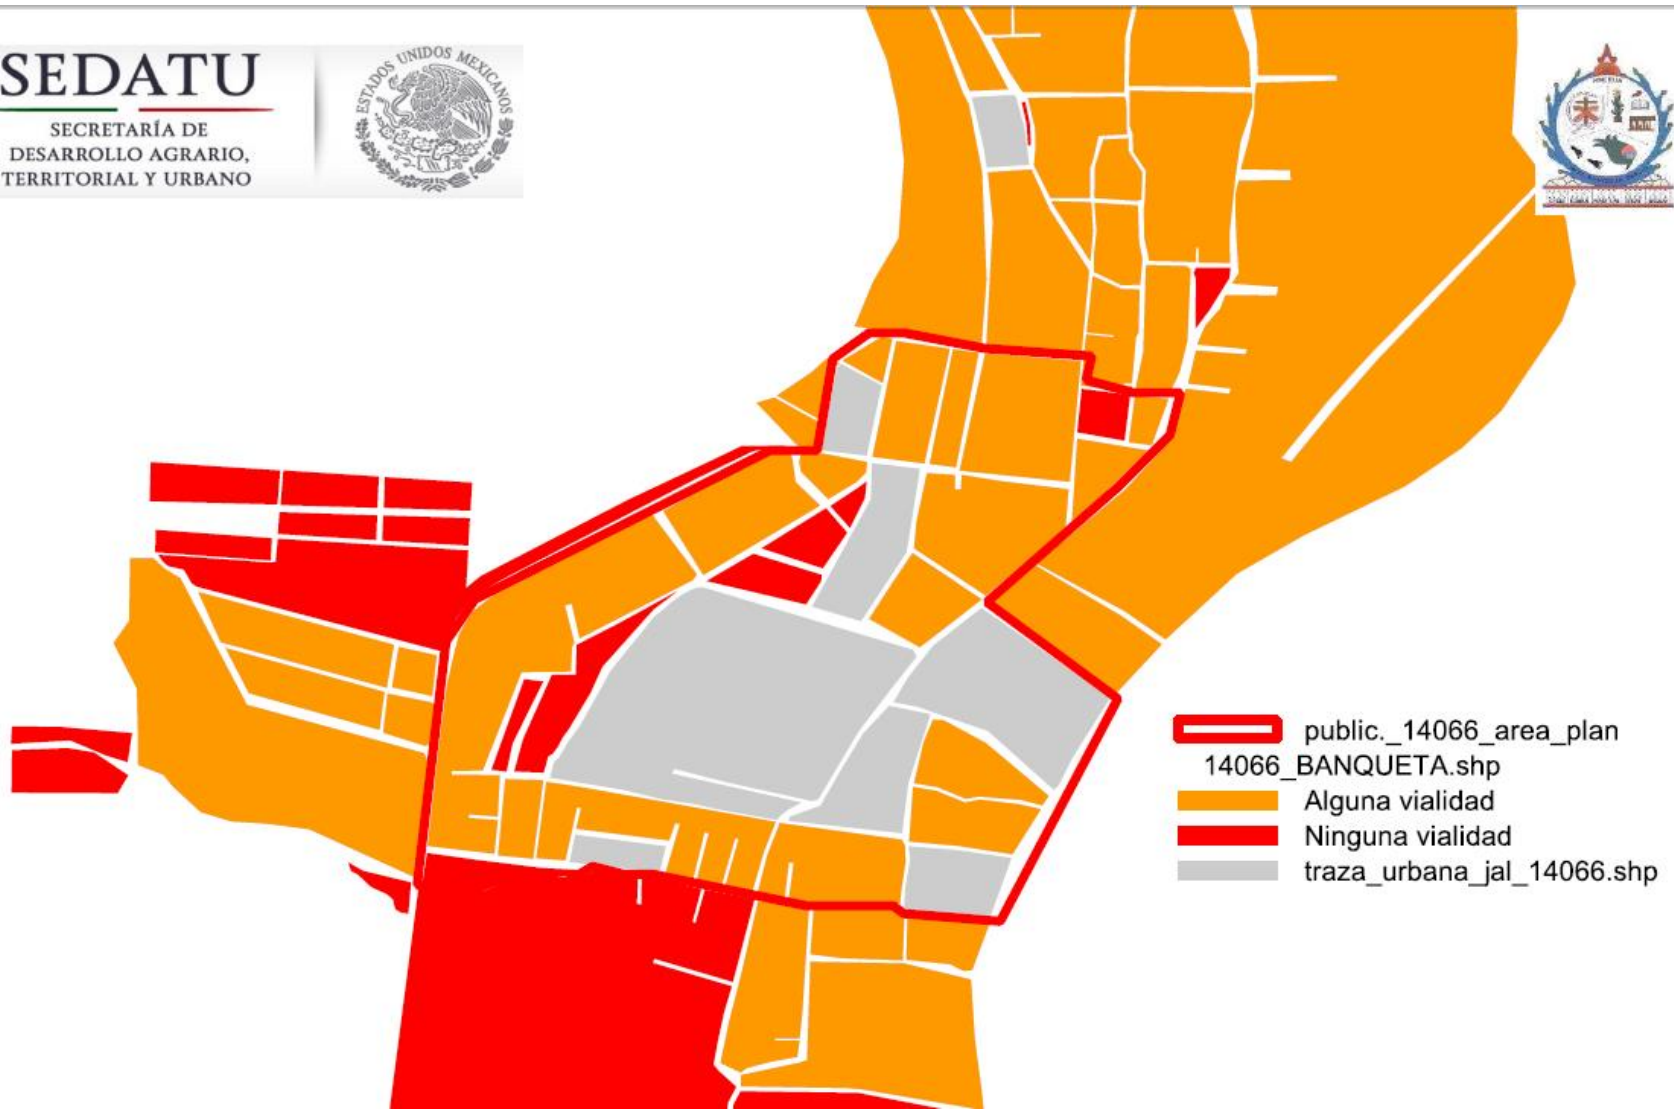 SEDATU
SECRETARÍA DE
DESARROLLO AGRARIO,
TERRITORIAL Y URBANO
ESTADOS UNIDOS MEXICANOS
public._14066_area_plan
14066_BANQUETA.shp
Alguna vialidad
Ninguna vialidad
traza_urbana_jal_14066.shp